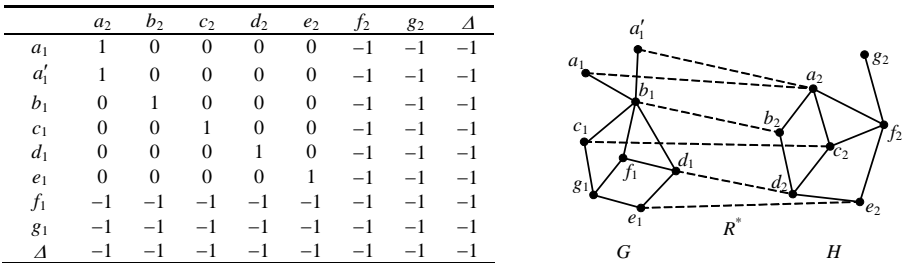 a₂ b₂ c₂ d₂ e₂ f₂ g₂ Δ
a₁ 1 0 0 0 0 −1 −1 −1
a′₁ 1 0 0 0 0 −1 −1 −1
b₁ 0 1 0 0 0 −1 −1 −1
c₁ 0 0 1 0 0 −1 −1 −1
d₁ 0 0 0 1 0 −1 −1 −1
e₁ 0 0 0 0 1 −1 −1 −1
f₁ −1 −1 −1 −1 −1 −1 −1 −1
g₁ −1 −1 −1 −1 −1 −1 −1 −1
Δ −1 −1 −1 −1 −1 −1 −1 −1
a′₁
g₂
a₁
a₂
b₁
b₂
c₁
f₂
c₂
d₁
f₁
g₁
d₂
e₁
e₂
R*
G H